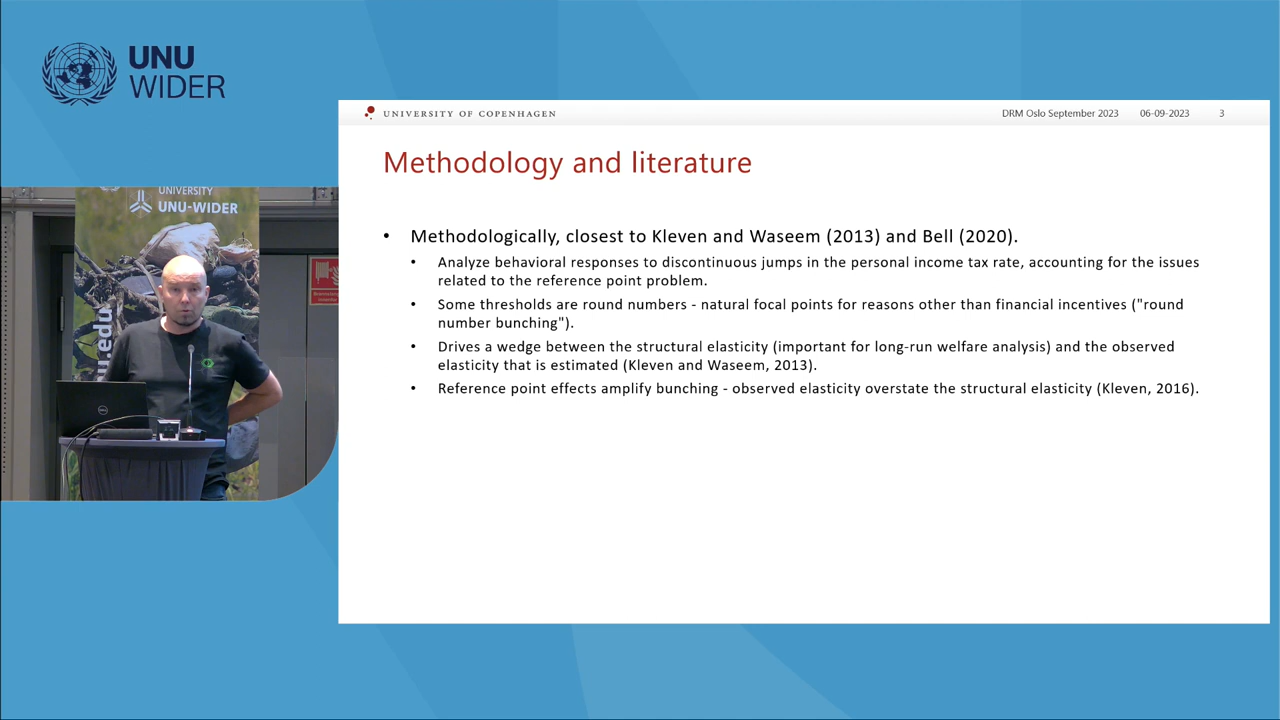 UNU
WIDER
UNIVERSITY OF COPENHAGEN
DRM Oslo September 2023 06-09-2023 3
Methodology and literature
• Methodologically, closest to Kleven and Waseem (2013) and Bell (2020).
• Analyze behavioral responses to discontinuous jumps in the personal income tax rate, accounting for the issues
related to the reference point problem.
• Some thresholds are round numbers - natural focal points for reasons other than financial incentives ("round
number bunching").
• Drives a wedge between the structural elasticity (important for long-run welfare analysis) and the observed
elasticity that is estimated (Kleven and Waseem, 2013).
• Reference point effects amplify bunching - observed elasticity overstate the structural elasticity (Kleven, 2016).
UNIVERSITY
UNU-WIDER
u.edu
DELL